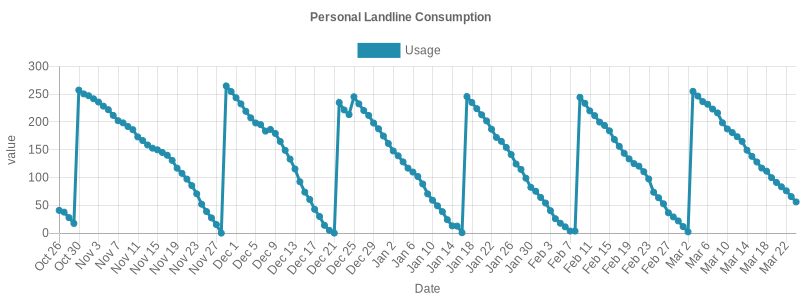 Personal Landline Consumption
Usage
300
250
200
150
100
50
0
value
Oct 26
Oct 30
Nov 3
Nov 7
Nov 11
Nov 15
Nov 19
Nov 23
Nov 27
Dec 1
Dec 5
Dec 9
Dec 13
Dec 17
Dec 21
Dec 25
Dec 29
Jan 2
Jan 6
Jan 10
Jan 14
Jan 18
Jan 22
Jan 26
Jan 30
Feb 3
Feb 7
Feb 11
Feb 15
Feb 19
Feb 23
Feb 27
Mar 2
Mar 6
Mar 10
Mar 14
Mar 18
Mar 22
Date